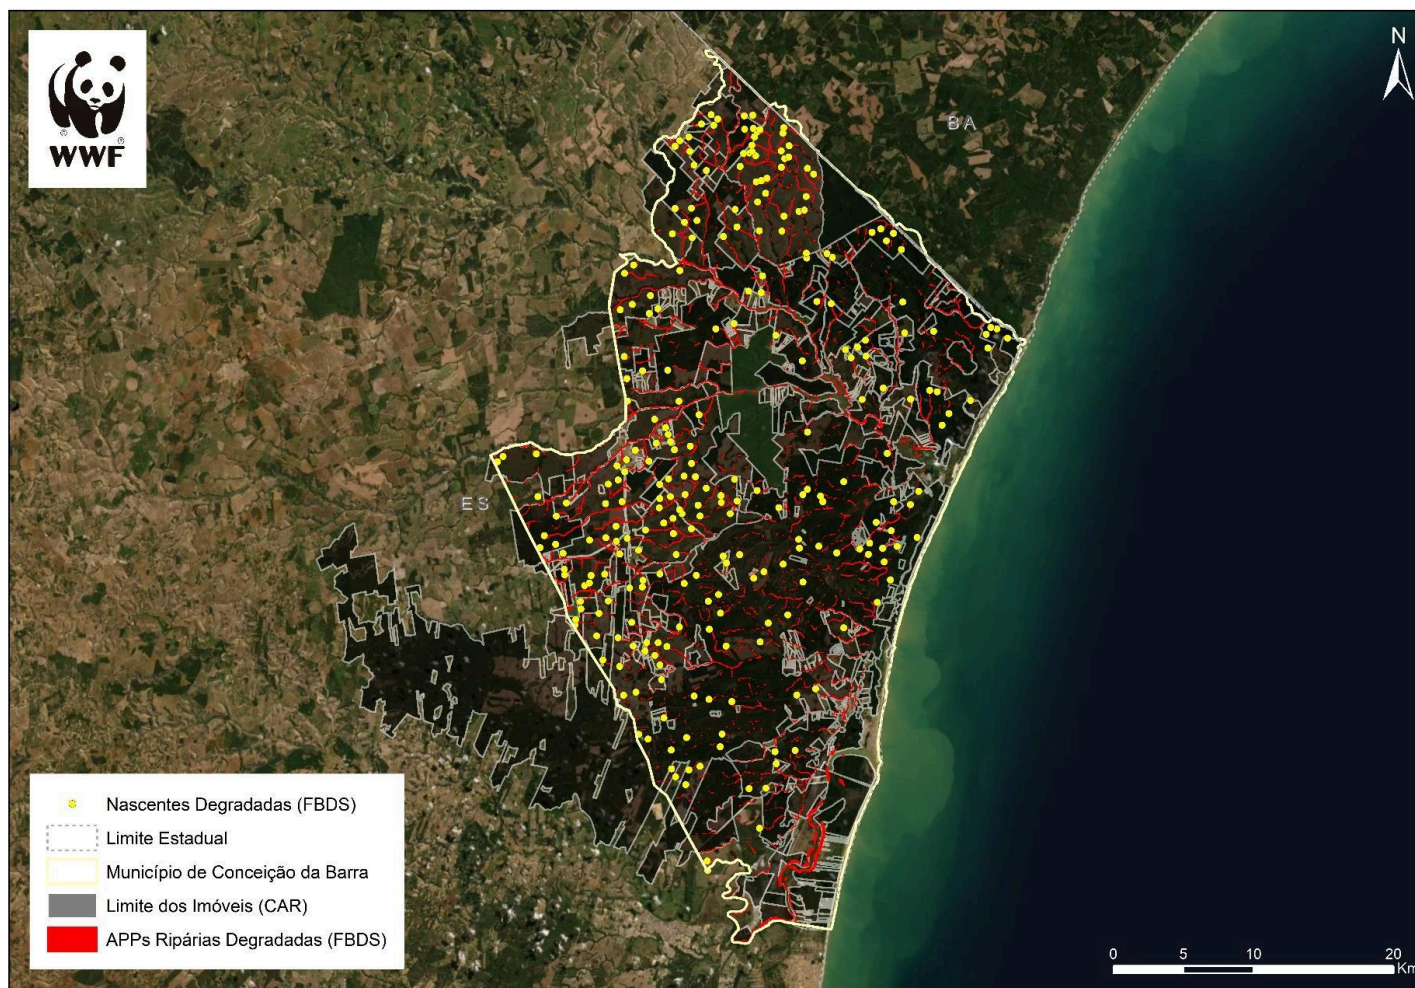 N
BA
®
®
WWF
ES
Nascentes Degradadas (FBDS)
Limite Estadual
Município de Conceição da Barra
Limite dos Imóveis (CAR)
APPs Ripárias Degradadas (FBDS)
0 5 10 20
Km